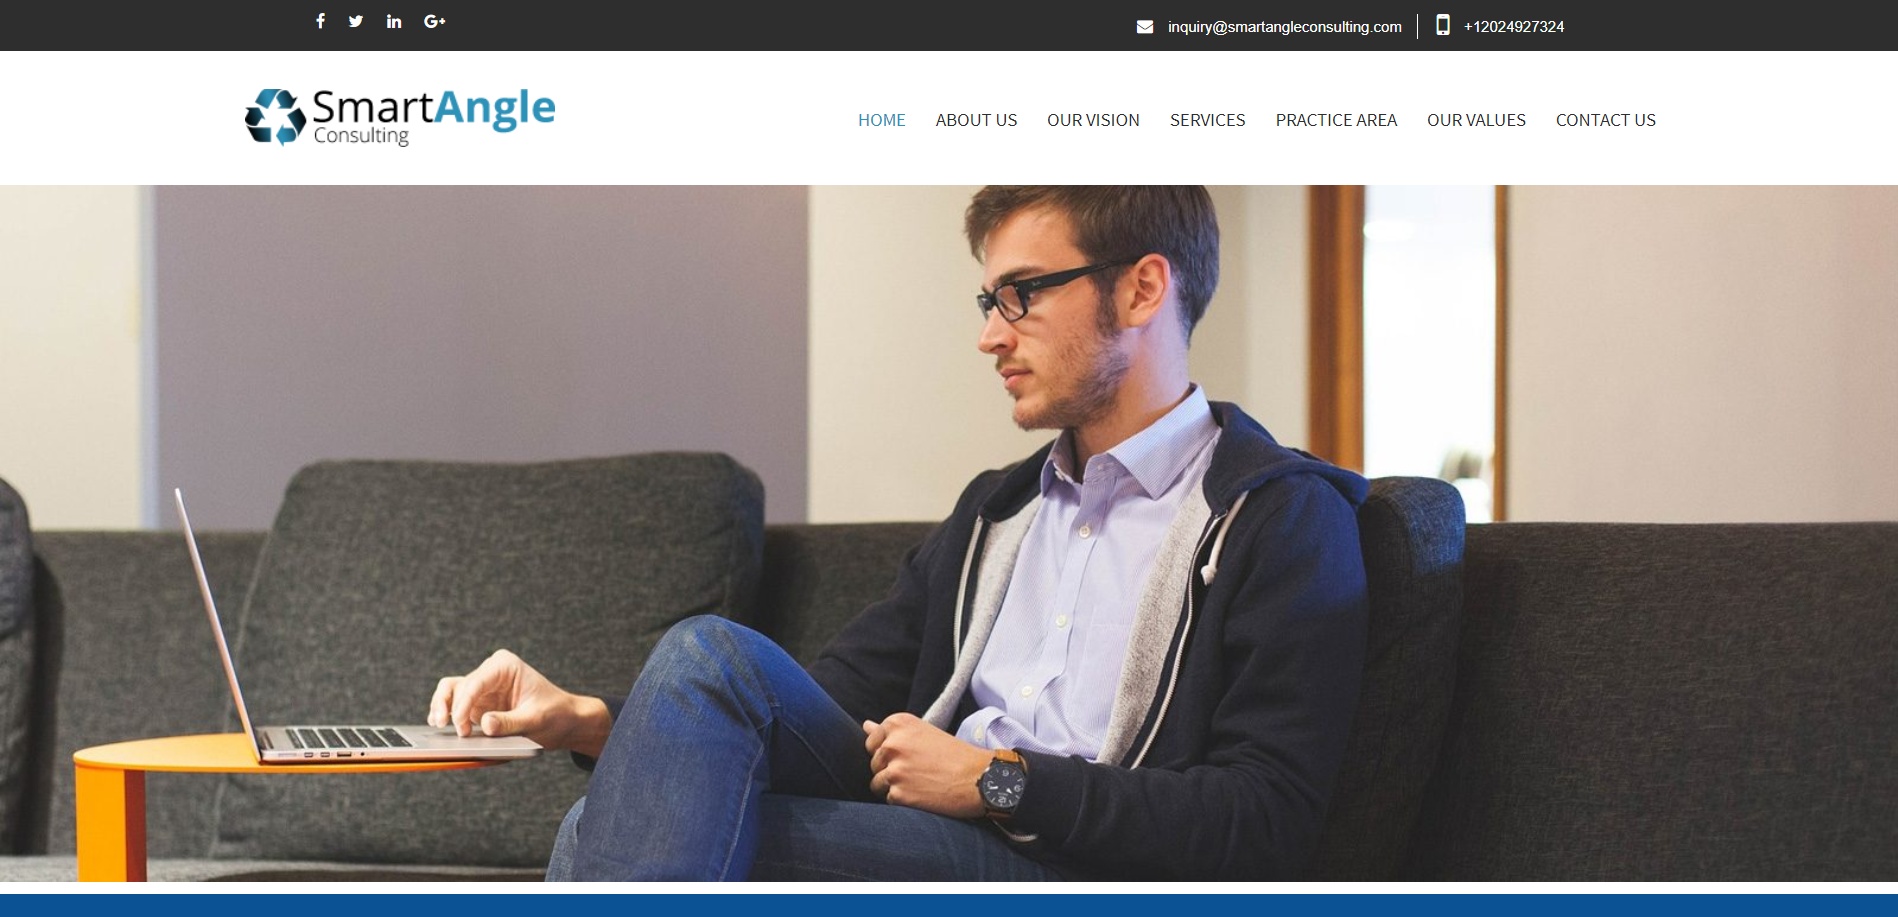 inquiry@smartangleconsulting.com
+12024927324
SmartAngle
Consulting
HOME ABOUT US OUR VISION SERVICES PRACTICE AREA OUR VALUES CONTACT US